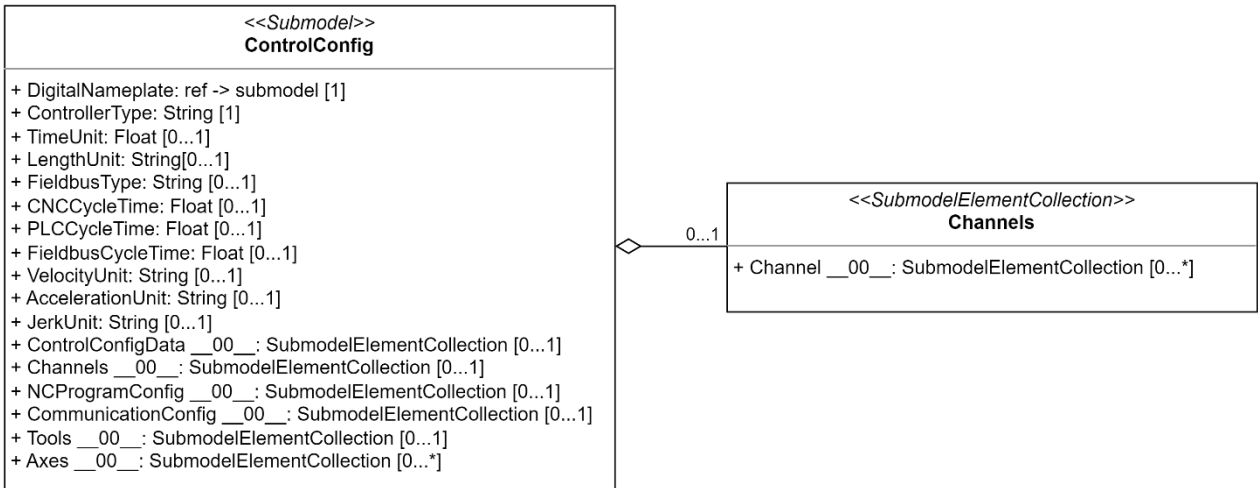 <<Submodel>>
ControlConfig
+ DigitalNameplate: ref -> submodel [1]
+ ControllerType: String [1]
+ TimeUnit: Float [0...1]
+ LengthUnit: String[0...1]
+ FieldbusType: String [0...1]
+ CNCCycleTime: Float [0...1]
+ PLCCycleTime: Float [0...1]
+ FieldbusCycleTime: Float [0...1]
+ VelocityUnit: String [0...1]
+ AccelerationUnit: String [0...1]
+ JerkUnit: String [0...1]
+ ControlConfigData __00__: SubmodelElementCollection [0...1]
+ Channels __00__: SubmodelElementCollection [0...1]
+ NCProgramConfig __00__: SubmodelElementCollection [0...1]
+ CommunicationConfig __00__: SubmodelElementCollection [0...1]
+ Tools __00__: SubmodelElementCollection [0...1]
+ Axes __00__: SubmodelElementCollection [0...*]
0...1
<<SubmodelElementCollection>>
Channels
+ Channel __00__: SubmodelElementCollection [0...*]